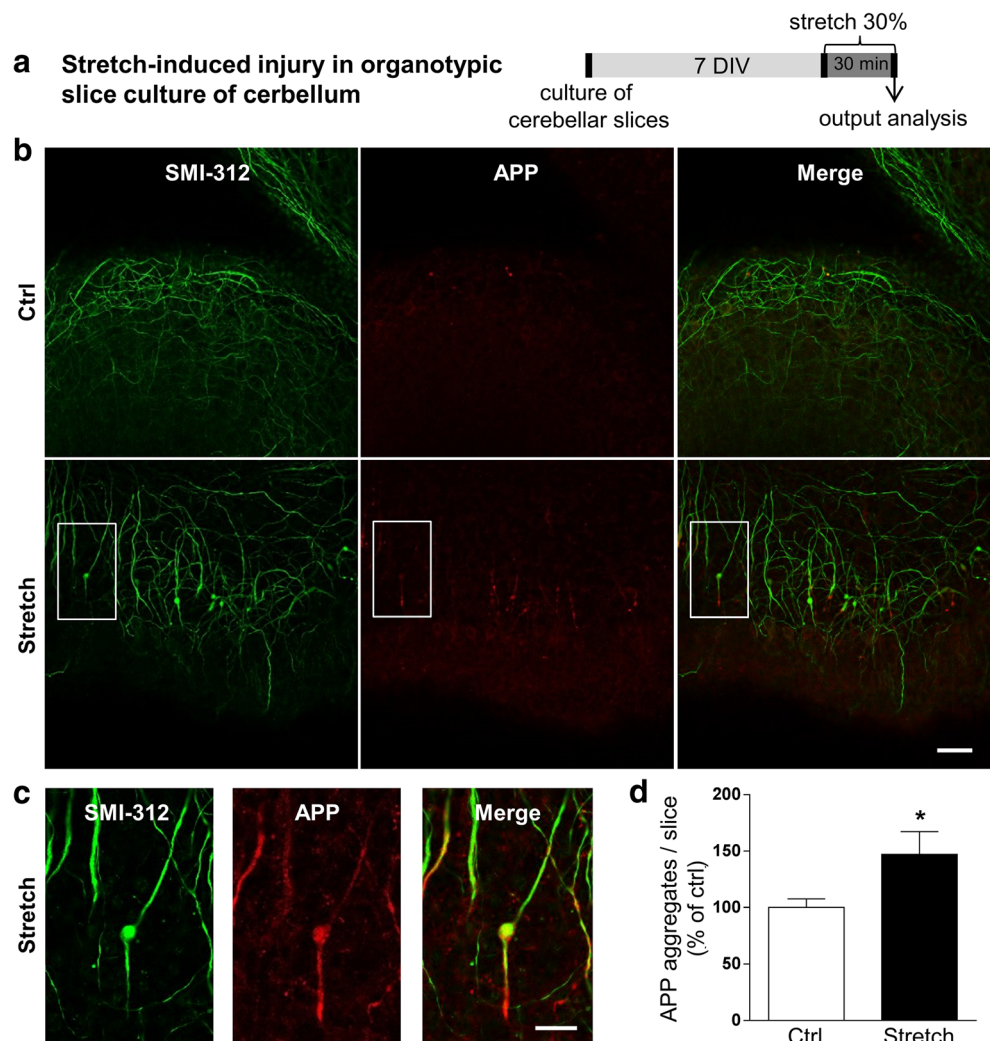 a
Stretch-induced injury in organotypic
slice culture of cerbellum
stretch 30%
7 DIV
30 min
culture of
cerebellar slices
output analysis
b
SMI-312
APP
Merge
Ctrl
Stretch
c
SMI-312
APP
Merge
Stretch
d
APP aggregates / slice
(% of ctrl)
200
150
100
50
0
*
Ctrl
Stretch